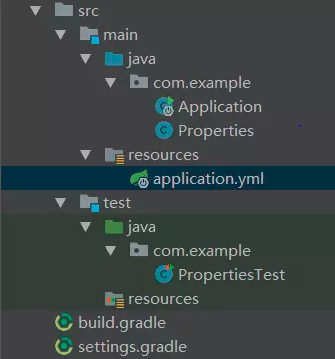 src
main
java
com.example
Application
Properties
resources
application.yml
test
java
com.example
PropertiesTest
resources
build.gradle
settings.gradle